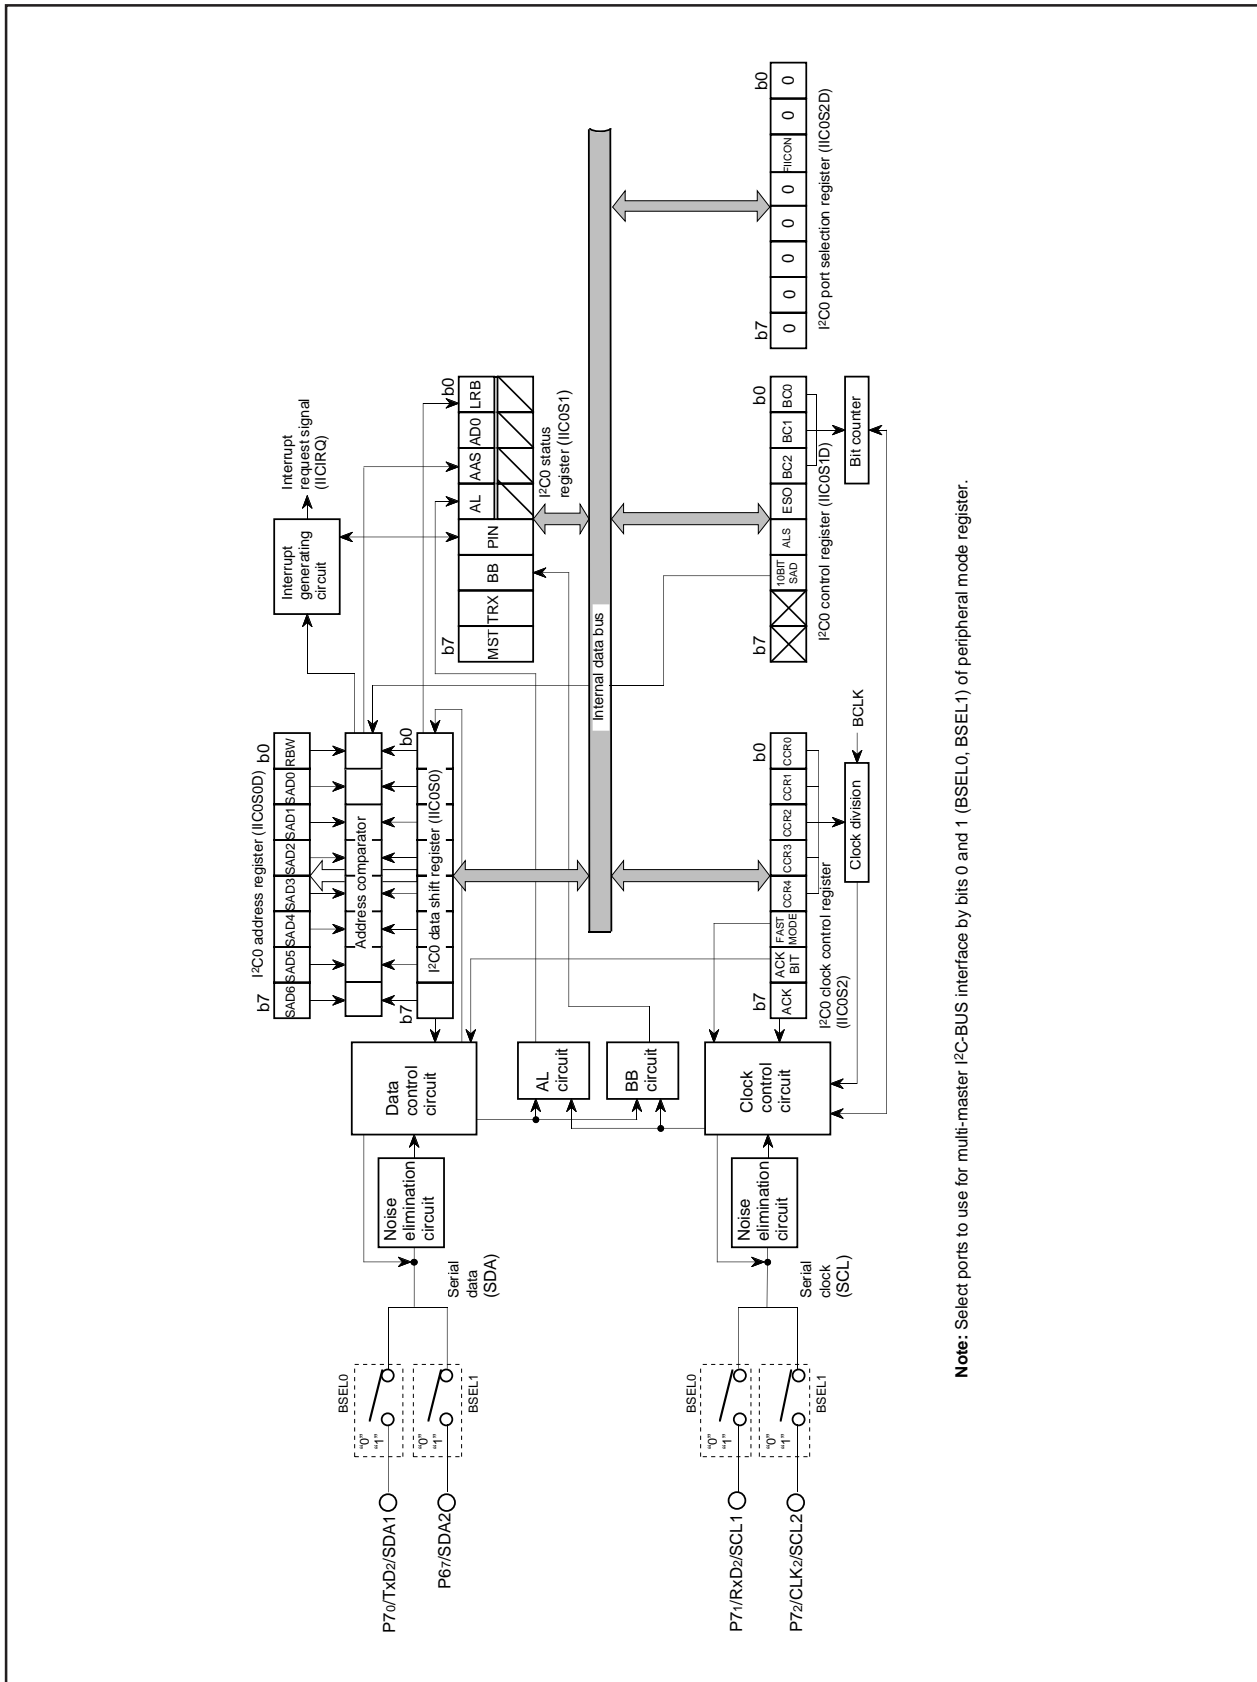 P70/TxD2/SDA1
P67/SDA2
"0"
"1"
BSEL0
"0"
"1"
BSEL1
Serial
data
(SDA)
Noise
elimination
circuit
Data
control
circuit
I²C0 address register (IIC0S0D)
b7
b0
SAD6
SAD5
SAD4
SAD3
SAD2
SAD1
SAD0
RBW
Address comparator
b7
b0
I²C0 data shift register (IIC0S0)
Interrupt
generating
circuit
Interrupt
request signal
(IICIRQ)
b7
b0
MST
TRX
BB
PIN
AL
AAS
AD0
LRB
I²C0 status
register (IIC0S1)
AL
circuit
BB
circuit
Internal data bus
P71/RxD2/SCL1
P72/CLK2/SCL2
"0"
"1"
BSEL0
"0"
"1"
BSEL1
Serial
clock
(SCL)
Noise
elimination
circuit
Clock
control
circuit
b7
b0
ACK
ACK
BIT
FAST
MODE
CCR4
CCR3
CCR2
CCR1
CCR0
I²C0 clock control register
(IIC0S2)
Clock division
BCLK
b7
b0
10BIT
SAD
ALS
ESO
BC2
BC1
BC0
I²C0 control register (IIC0S1D)
Bit counter
b7
b0
0
0
0
0
0
FIICON
0
0
I²C0 port selection register (IIC0S2D)
Note: Select ports to use for multi-master I²C-BUS interface by bits 0 and 1 (BSEL0, BSEL1) of peripheral mode register.